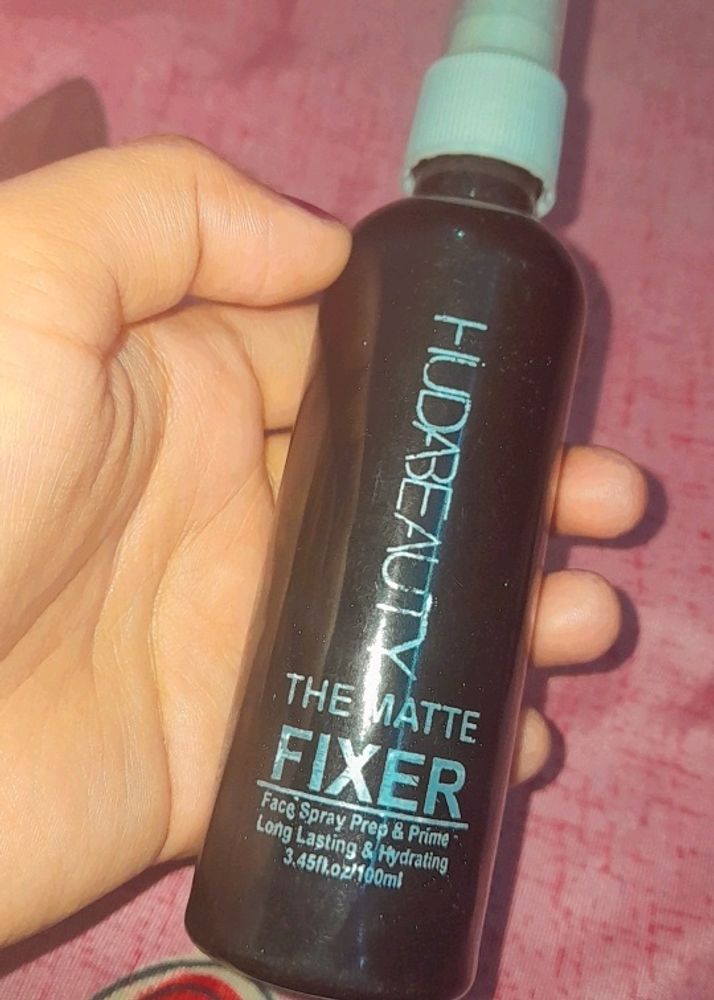 HUDABEAUTY
THE MATTE
FIXER
Face Spray Prep & Prime
Long Lasting & Hydrating
3.45fl.oz/100ml